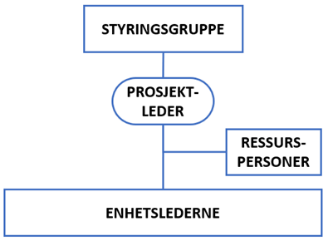 STYRINGSGRUPPE
PROSJEKT-
LEDER
RESSURS-
PERSONER
ENHETSLEDERNE